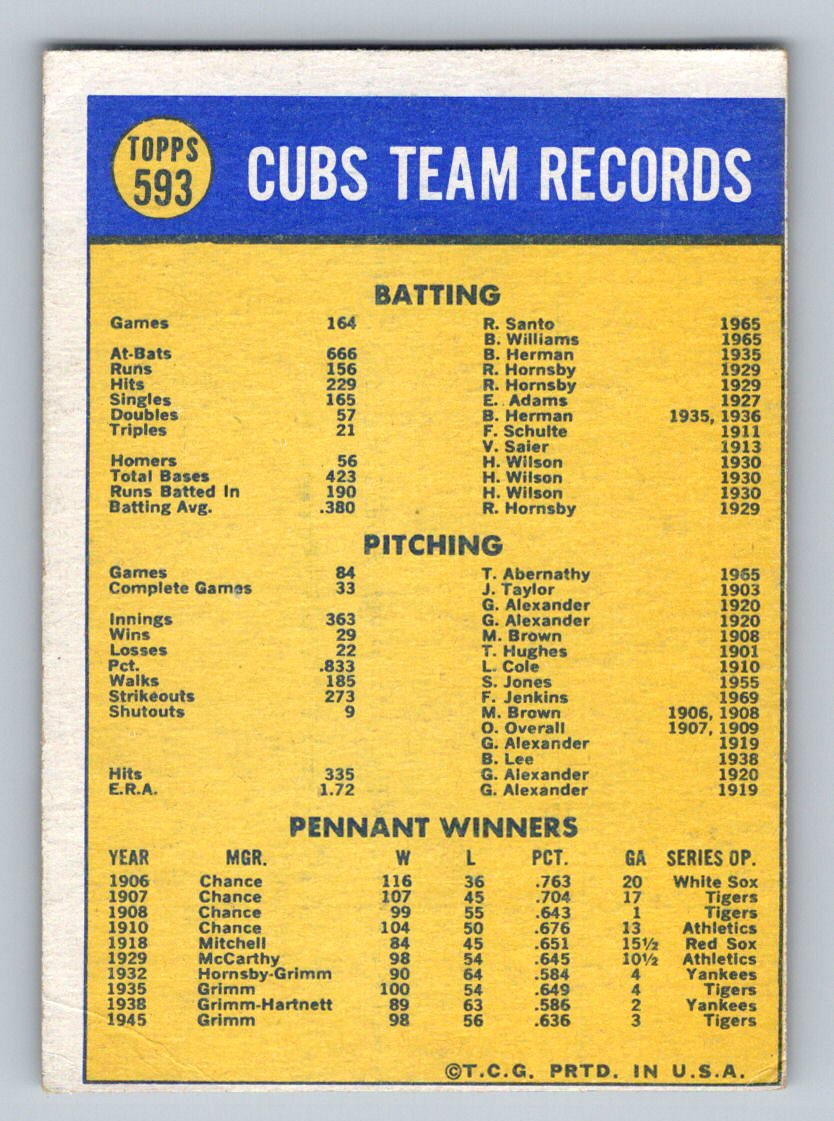 TOPPS
593
CUBS TEAM RECORDS
BATTING
Games 164 R. Santo 1965
B. Williams 1965
At-Bats 666 B. Herman 1935
Runs 156 R. Hornsby 1929
Hits 229 R. Hornsby 1929
Singles 165 E. Adams 1927
Doubles 57 B. Herman 1935, 1936
Triples 21 F. Schulte 1911
V. Saier 1913
Homers 56 H. Wilson 1930
Total Bases 423 H. Wilson 1930
Runs Batted In 190 H. Wilson 1930
Batting Avg. .380 R. Hornsby 1929
PITCHING
Games 84 T. Abernathy 1965
Complete Games 33 J. Taylor 1903
G. Alexander 1920
Innings 363 G. Alexander 1920
Wins 29 M. Brown 1908
Losses 22 T. Hughes 1901
Pct. .833 L. Cole 1910
Walks 185 S. Jones 1955
Strikeouts 273 F. Jenkins 1969
Shutouts 9 M. Brown 1906, 1908
O. Overall 1907, 1909
G. Alexander 1919
B. Lee 1938
Hits 335 G. Alexander 1920
E.R.A. 1.72 G. Alexander 1919
PENNANT WINNERS
YEAR MGR. W L PCT. GA SERIES OP.
1906 Chance 116 36 .763 20 White Sox
1907 Chance 107 45 .704 17 Tigers
1908 Chance 99 55 .643 1 Tigers
1910 Chance 104 50 .676 13 Athletics
1918 Mitchell 84 45 .651 15½ Red Sox
1929 McCarthy 98 54 .645 10½ Athletics
1932 Hornsby-Grimm 90 64 .584 4 Yankees
1935 Grimm 100 54 .649 4 Tigers
1938 Grimm-Hartnett 89 63 .586 2 Yankees
1945 Grimm 98 56 .636 3 Tigers
©T.C.G. PRTD. IN U.S.A.